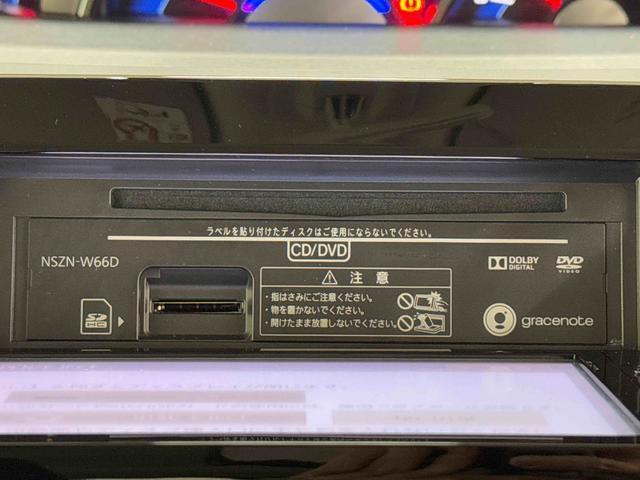 ラベルを貼り付けたディスクはご使用にならないでください。
CD/DVD
NSZN-W66D
DOLBY
DIGITAL
DVD
VIDEO
SD
HC
⚠ 注意
・指はさみにご注意ください。
・物を置かないでください。
・開けたまま放置しないでください。
gracenote